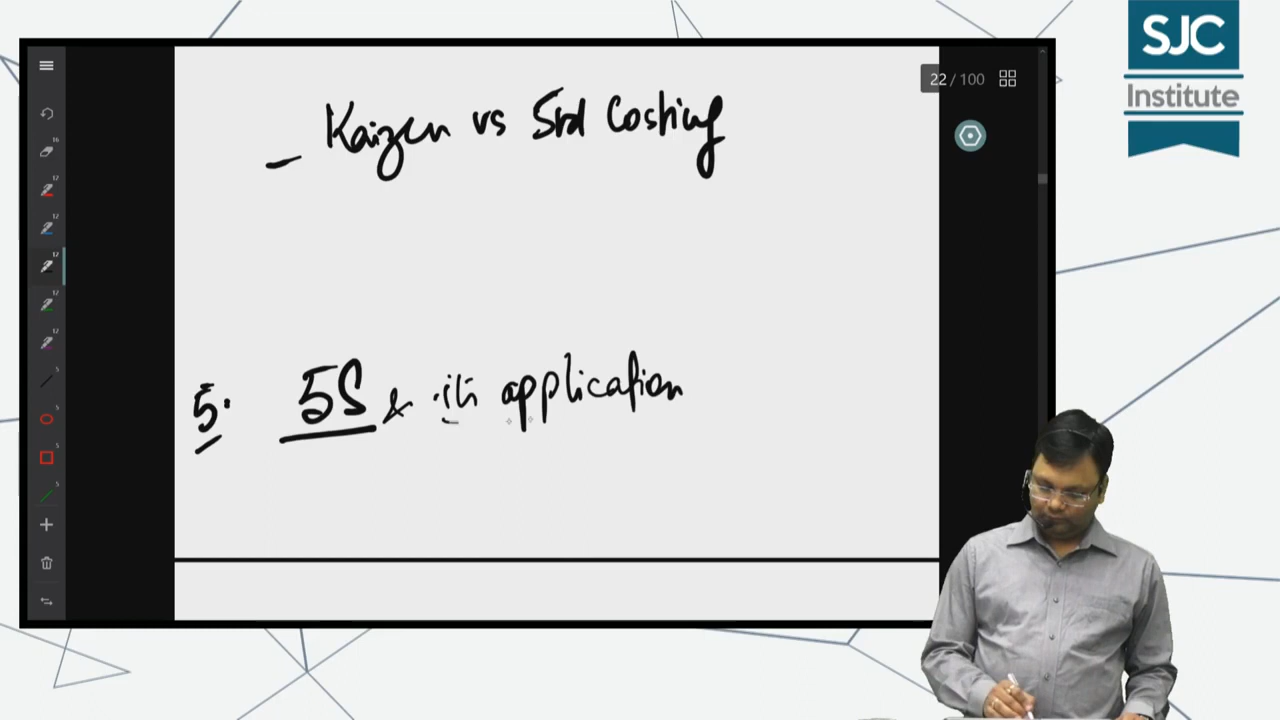 SJC
Institute
22 / 100
- Kaizen vs Std Costing
5. 5S & its application